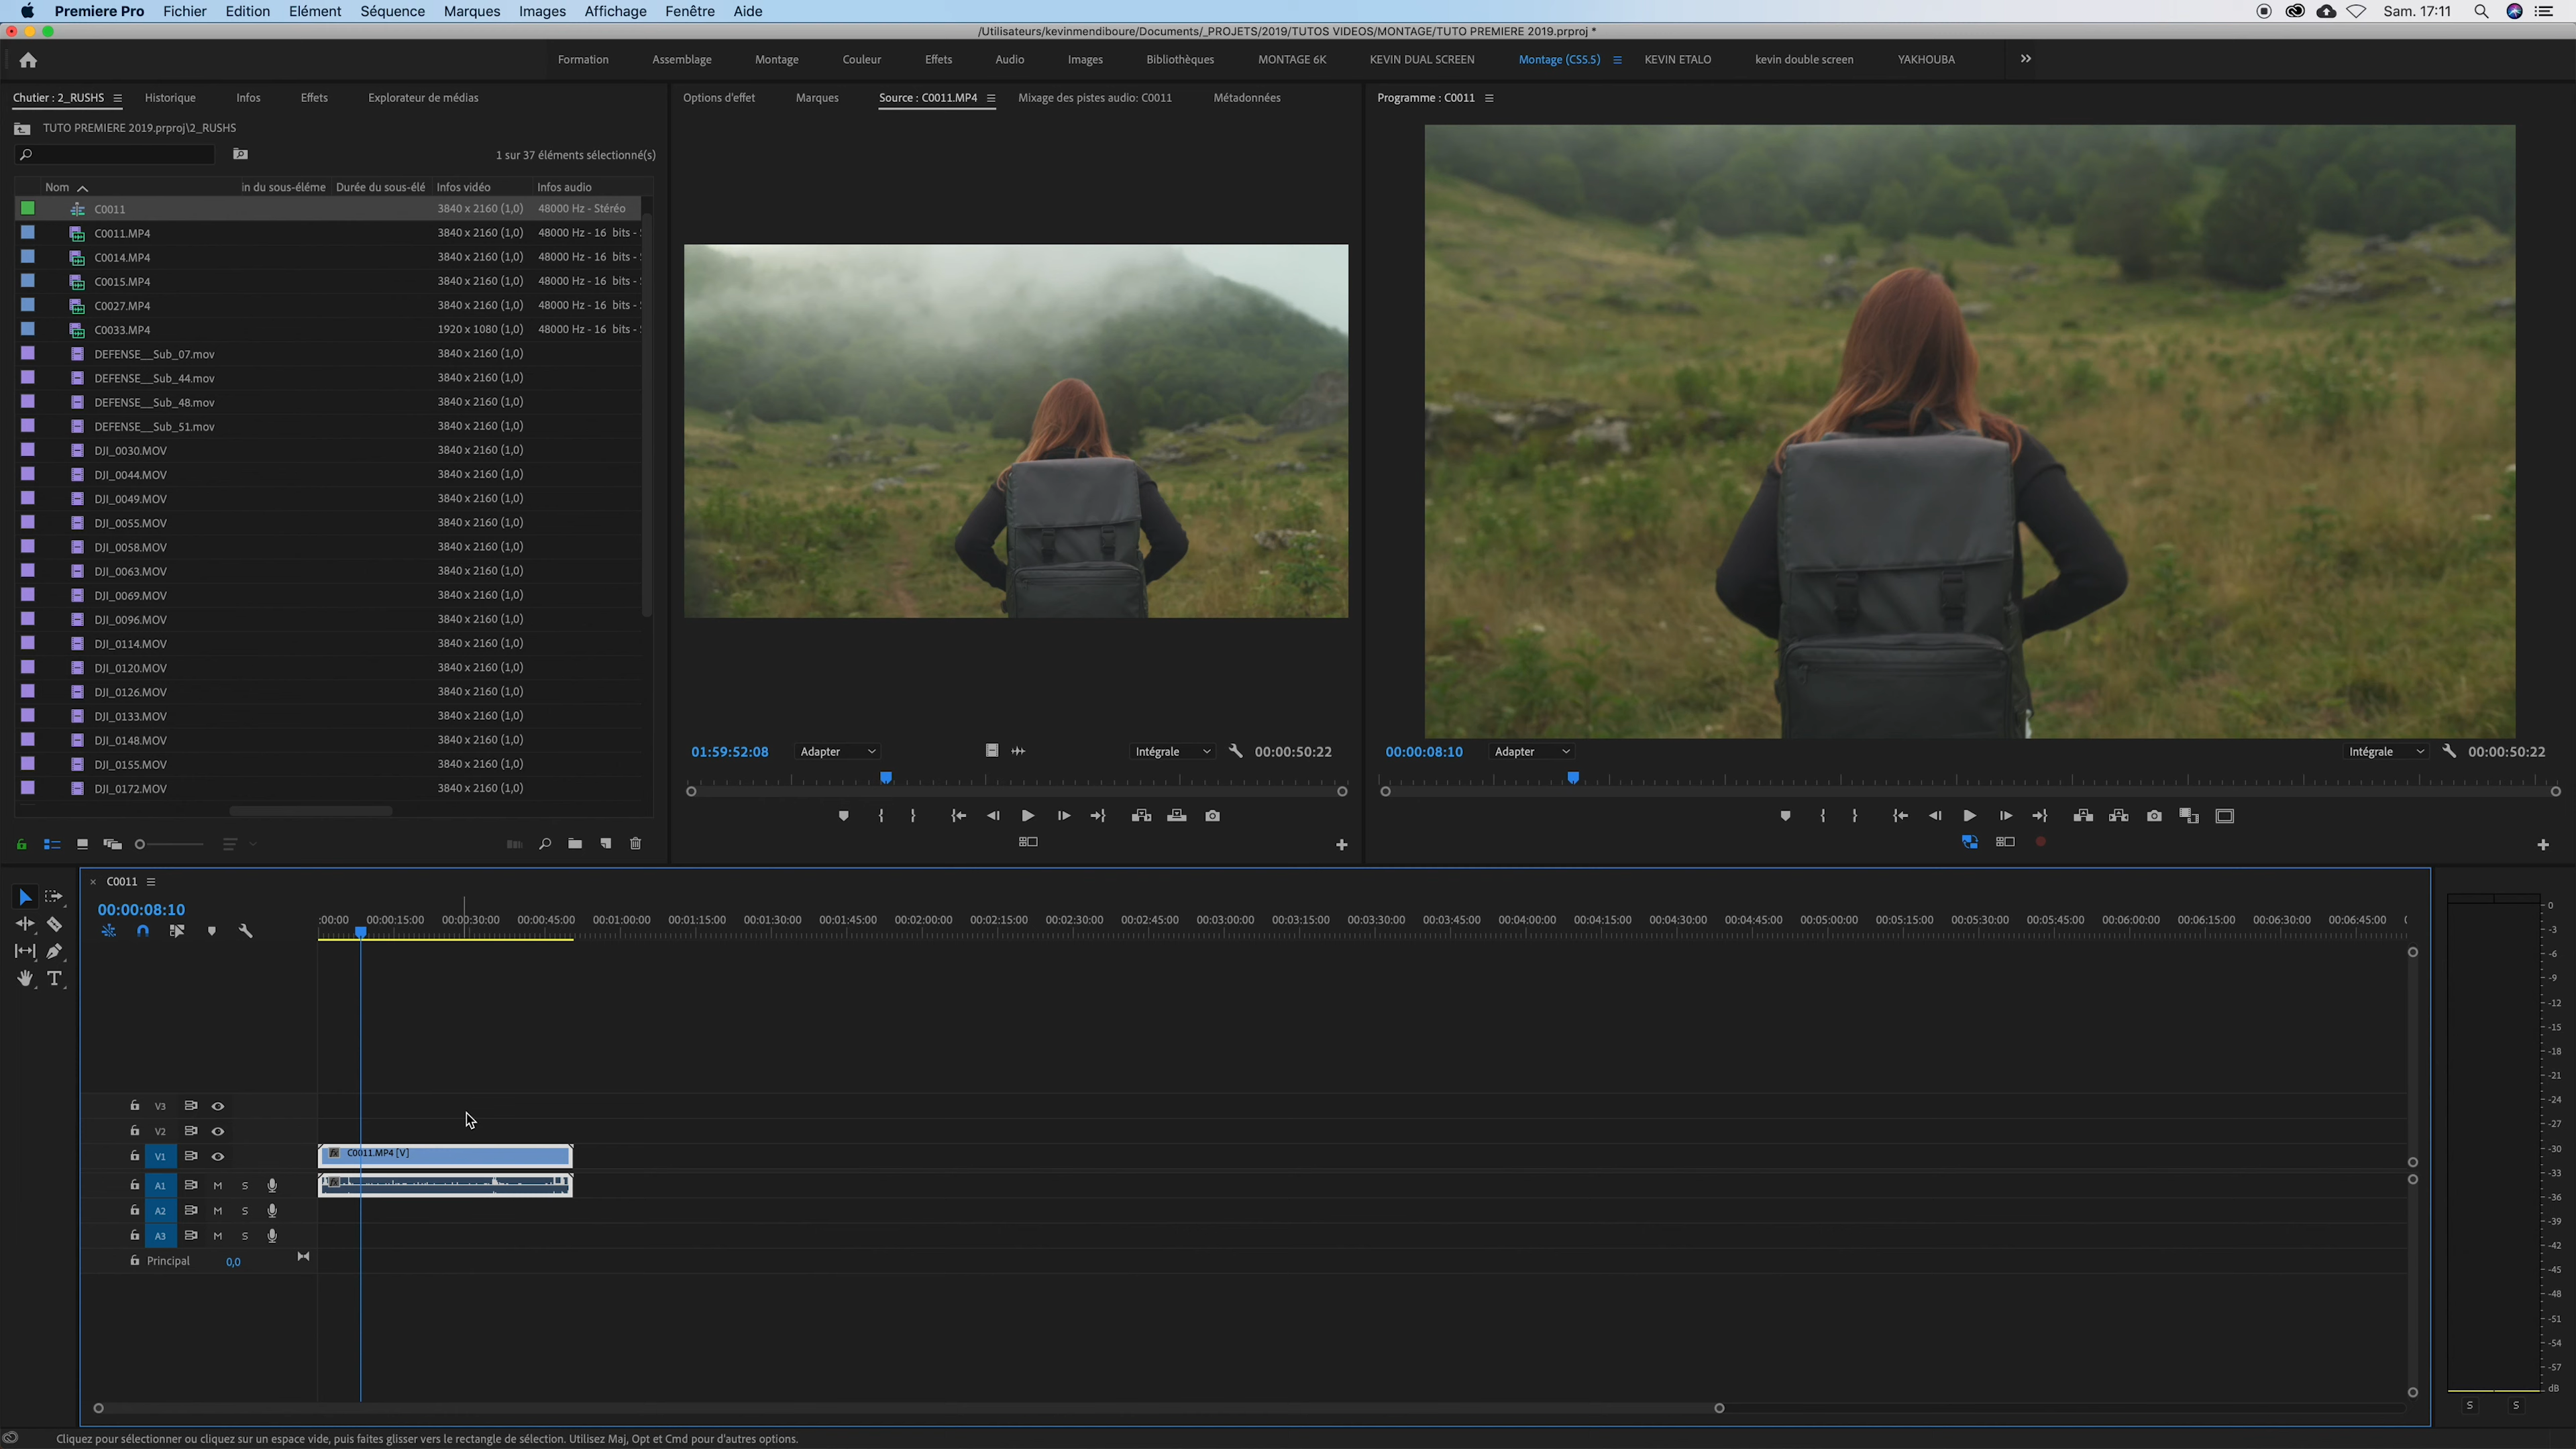 Premiere Pro Fichier Edition Elément Séquence Marques Images Affichage Fenêtre Aide Sam. 17:11
/Utilisateurs/kevinmendiboure/Documents/_PROJETS/2019/TUTOS VIDEOS/MONTAGE/TUTO PREMIERE 2019.prproj *
Formation Assemblage Montage Couleur Effets Audio Images Bibliothèques MONTAGE 6K KEVIN DUAL SCREEN Montage (CS5.5) KEVIN ETALO kevin double screen YAKHOUBA
Chutier : 2_RUSHS Historique Infos Effets Explorateur de médias
TUTO PREMIERE 2019.prproj\2_RUSHS
1 sur 37 éléments sélectionné(s)
Nom in du sous-éléme Durée du sous-élé Infos vidéo Infos audio
C0011 3840 x 2160 (1,0) 48000 Hz - Stéréo
C0011.MP4 3840 x 2160 (1,0) 48000 Hz - 16 bits -
C0014.MP4 3840 x 2160 (1,0) 48000 Hz - 16 bits -
C0015.MP4 3840 x 2160 (1,0) 48000 Hz - 16 bits -
C0027.MP4 3840 x 2160 (1,0) 48000 Hz - 16 bits -
C0033.MP4 1920 x 1080 (1,0) 48000 Hz - 16 bits -
DEFENSE__Sub_07.mov 3840 x 2160 (1,0)
DEFENSE__Sub_44.mov 3840 x 2160 (1,0)
DEFENSE__Sub_48.mov 3840 x 2160 (1,0)
DEFENSE__Sub_51.mov 3840 x 2160 (1,0)
DJI_0030.MOV 3840 x 2160 (1,0)
DJI_0044.MOV 3840 x 2160 (1,0)
DJI_0049.MOV 3840 x 2160 (1,0)
DJI_0055.MOV 3840 x 2160 (1,0)
DJI_0058.MOV 3840 x 2160 (1,0)
DJI_0063.MOV 3840 x 2160 (1,0)
DJI_0069.MOV 3840 x 2160 (1,0)
DJI_0096.MOV 3840 x 2160 (1,0)
DJI_0114.MOV 3840 x 2160 (1,0)
DJI_0120.MOV 3840 x 2160 (1,0)
DJI_0126.MOV 3840 x 2160 (1,0)
DJI_0133.MOV 3840 x 2160 (1,0)
DJI_0148.MOV 3840 x 2160 (1,0)
DJI_0155.MOV 3840 x 2160 (1,0)
DJI_0172.MOV 3840 x 2160 (1,0)
Options d'effet Marques Source : C0011.MP4 Mixage des pistes audio: C0011 Métadonnées
01:59:52:08 Adapter Intégrale 00:00:50:22
Programme : C0011
00:00:08:10 Adapter Intégrale 00:00:50:22
C0011
00:00:08:10
:00:00 00:00:15:00 00:00:30:00 00:00:45:00 00:01:00:00 00:01:15:00 00:01:30:00 00:01:45:00 00:02:00:00 00:02:15:00 00:02:30:00 00:02:45:00 00:03:00:00 00:03:15:00 00:03:30:00 00:03:45:00 00:04:00:00 00:04:15:00 00:04:30:00 00:04:45:00 00:05:00:00 00:05:15:00 00:05:30:00 00:05:45:00 00:06:00:00 00:06:15:00 00:06:30:00 00:06:45:00
T
V3
V2
V1 fx C0011.MP4 [V]
A1 M S
A2 M S
A3 M S
Principal 0,0
0
-3
-6
-9
-12
-15
-18
-21
-24
-27
-30
-33
-36
-39
-42
-45
-48
-51
-54
-57
dB
S S
Cliquez pour sélectionner ou cliquez sur un espace vide, puis faites glisser vers le rectangle de sélection. Utilisez Maj, Opt et Cmd pour d'autres options.